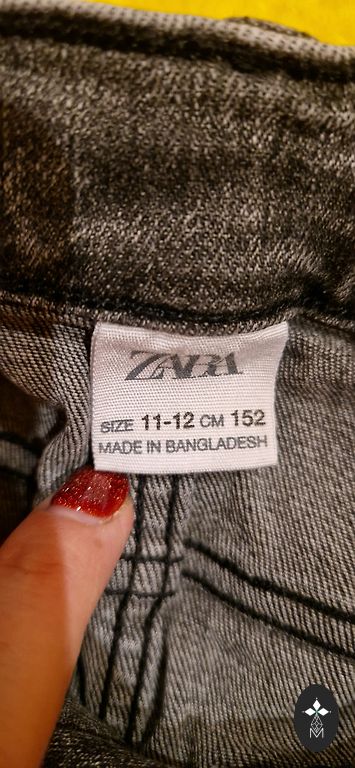 ZARA
SIZE 11-12 CM 152
MADE IN BANGLADESH